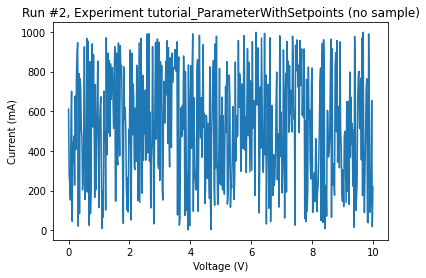 Run #2, Experiment tutorial_ParameterWithSetpoints (no sample)
1000
800
600
400
200
0
Current (mA)
0 2 4 6 8 10
Voltage (V)